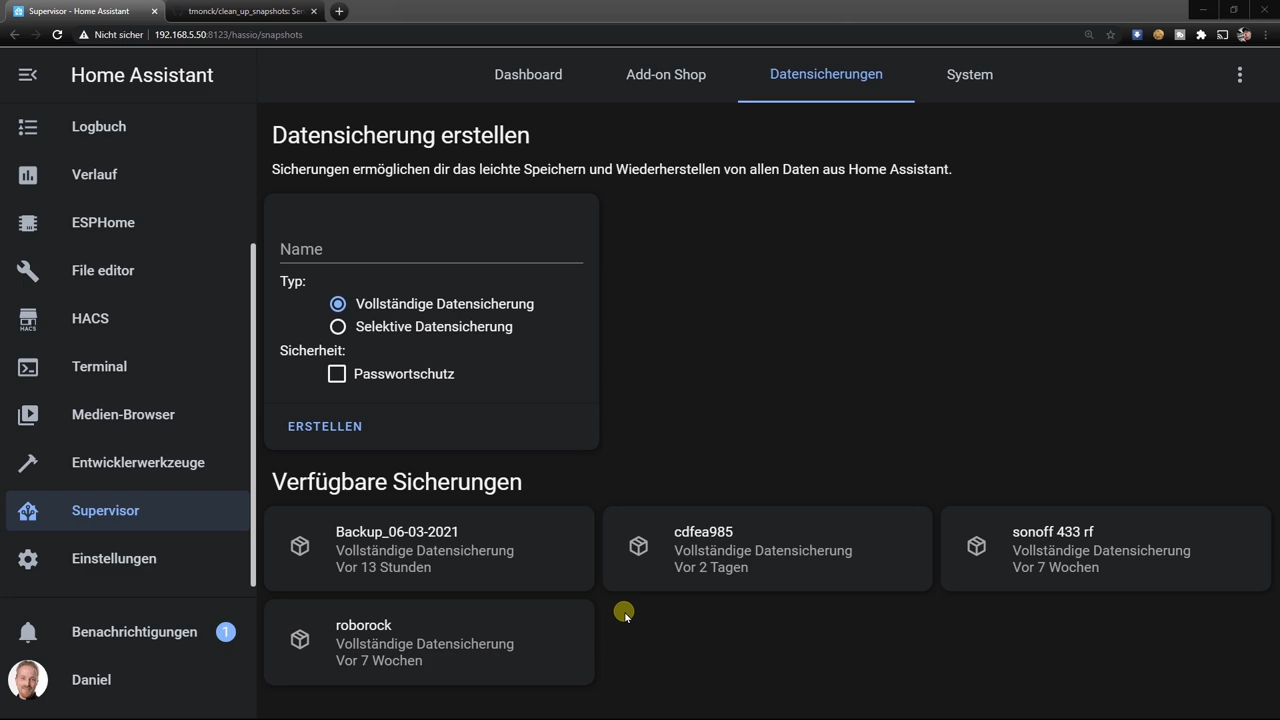 Supervisor - Home Assistant
tmonck/clean_up_snapshots: Ser
Nicht sicher
192.168.5.50:8123/hassio/snapshots
Home Assistant
Dashboard
Add-on Shop
Datensicherungen
System
Logbuch
Verlauf
ESPHome
File editor
HACS
HACS
Terminal
Medien-Browser
Entwicklerwerkzeuge
Supervisor
Einstellungen
Benachrichtigungen
1
Daniel
Datensicherung erstellen
Sicherungen ermöglichen dir das leichte Speichern und Wiederherstellen von allen Daten aus Home Assistant.
Name
Typ:
Vollständige Datensicherung
Selektive Datensicherung
Sicherheit:
Passwortschutz
ERSTELLEN
Verfügbare Sicherungen
Backup_06-03-2021
Vollständige Datensicherung
Vor 13 Stunden
cdfea985
Vollständige Datensicherung
Vor 2 Tagen
sonoff 433 rf
Vollständige Datensicherung
Vor 7 Wochen
roborock
Vollständige Datensicherung
Vor 7 Wochen